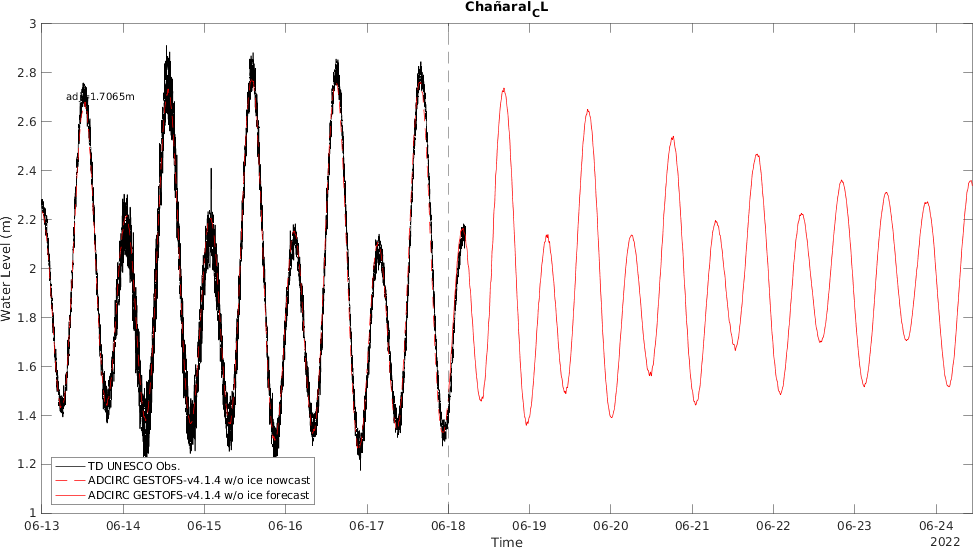 Chañaral_CL
3
2.8
adj=1.7065m
2.6
2.4
2.2
2
1.8
1.6
1.4
1.2
1
Water Level (m)
TD UNESCO Obs.
ADCIRC GESTOFS-v4.1.4 w/o ice nowcast
ADCIRC GESTOFS-v4.1.4 w/o ice forecast
06-13 06-14 06-15 06-16 06-17 06-18 06-19 06-20 06-21 06-22 06-23 06-24
Time
2022